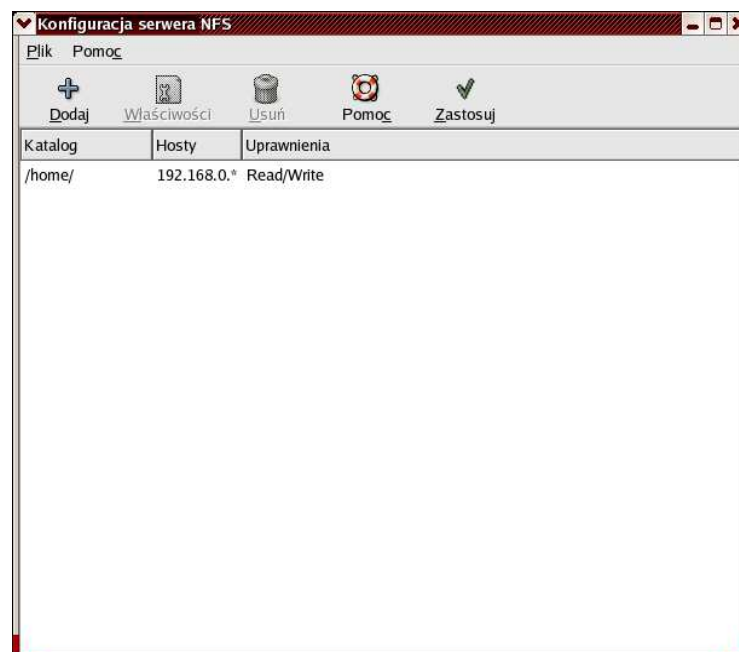 Konfiguracja serwera NFS
Plik Pomoc
Dodaj Właściwości Usuń Pomoc Zastosuj
Katalog Hosty Uprawnienia
/home/ 192.168.0.* Read/Write